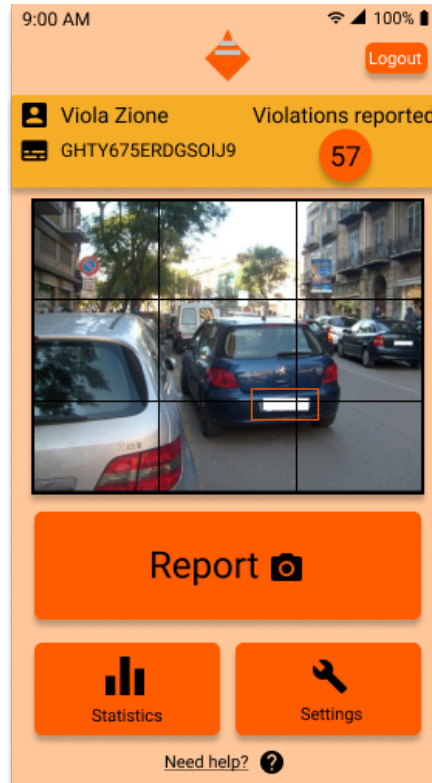 9:00 AM 100%
Logout
Viola Zione Violations reported
GHTY675ERDGSOIJ9 57
Report
Statistics Settings
Need help? ?